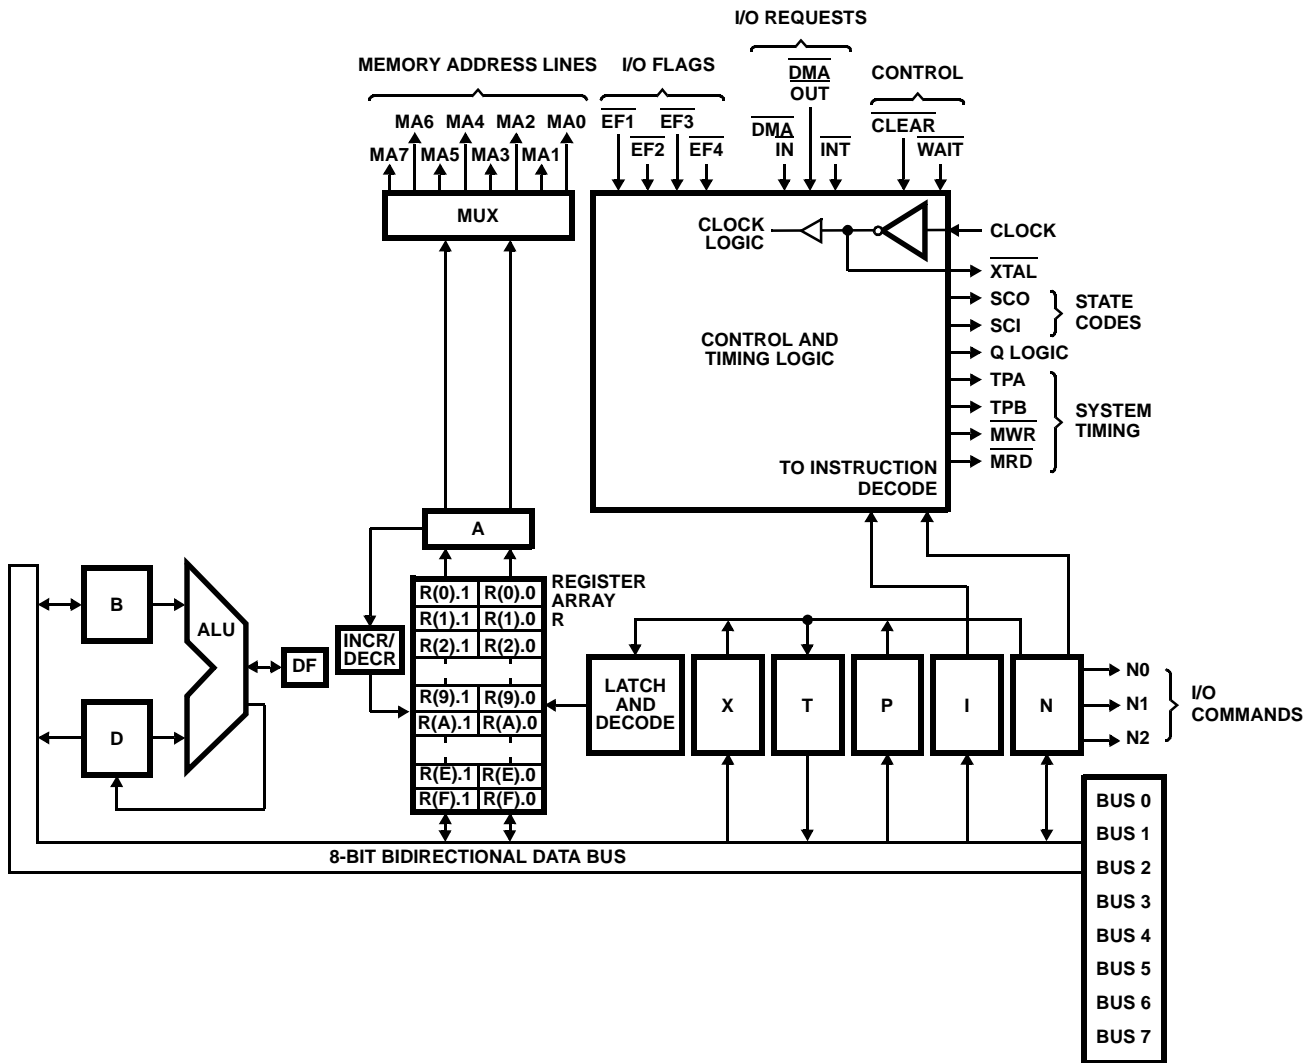 I/O REQUESTS
MEMORY ADDRESS LINES
I/O FLAGS
DMA
OUT
CONTROL
MA6 MA4 MA2 MA0
EF1 EF3
DMA
IN
CLEAR
MA7 MA5 MA3 MA1
EF2 EF4
INT
WAIT
MUX
CLOCK
LOGIC
CLOCK
XTAL
SCO
SCI
STATE
CODES
CONTROL AND
TIMING LOGIC
Q LOGIC
TPA
TPB
MWR
MRD
SYSTEM
TIMING
TO INSTRUCTION
DECODE
A
REGISTER
ARRAY
R
R(0).1 R(0).0
R(1).1 R(1).0
R(2).1 R(2).0
R(9).1 R(9).0
R(A).1 R(A).0
R(E).1 R(E).0
R(F).1 R(F).0
B
ALU
DF
INCR/
DECR
D
LATCH
AND
DECODE
X
T
P
I
N
N0
N1
N2
I/O
COMMANDS
8-BIT BIDIRECTIONAL DATA BUS
BUS 0
BUS 1
BUS 2
BUS 3
BUS 4
BUS 5
BUS 6
BUS 7